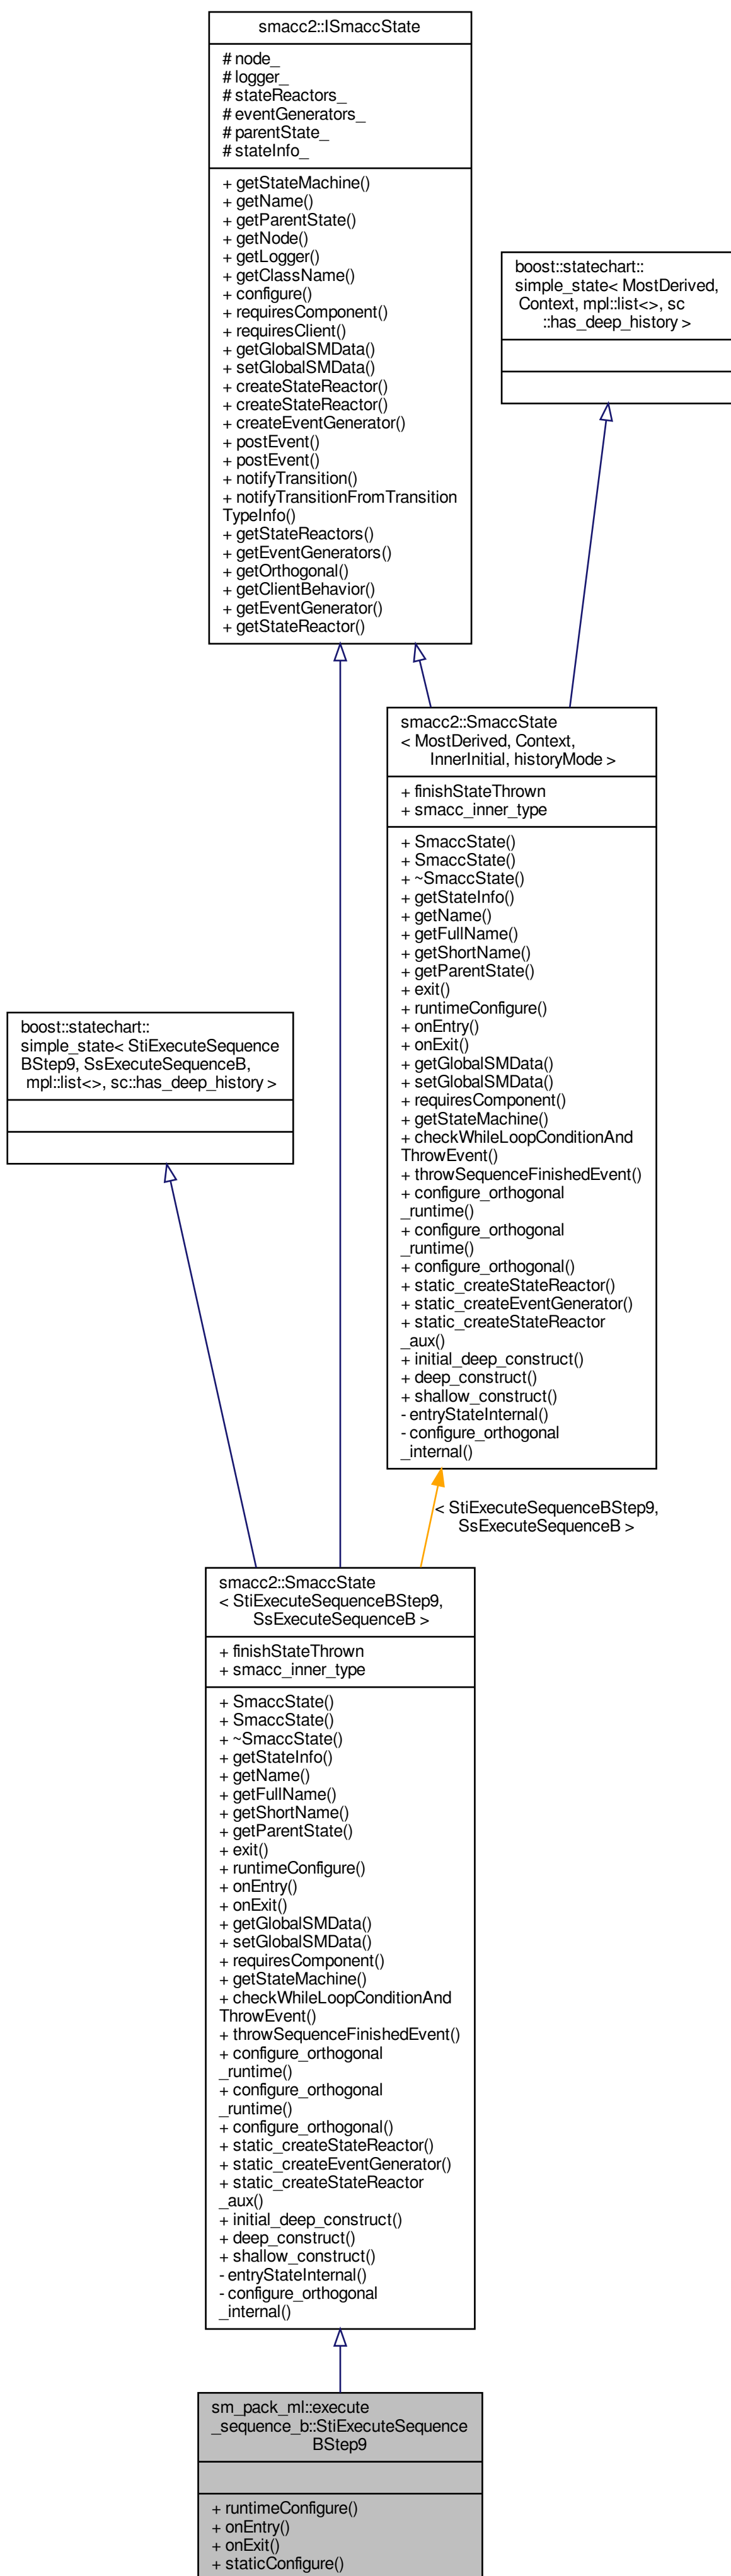 smacc2::ISmaccState
# node_
# logger_
# stateReactors_
# eventGenerators_
# parentState_
# stateInfo_
+ getStateMachine()
+ getName()
+ getParentState()
+ getNode()
+ getLogger()
+ getClassName()
+ configure()
+ requiresComponent()
+ requiresClient()
+ getGlobalSMData()
+ setGlobalSMData()
+ createStateReactor()
+ createStateReactor()
+ createEventGenerator()
+ postEvent()
+ postEvent()
+ notifyTransition()
+ notifyTransitionFromTransition
TypeInfo()
+ getStateReactors()
+ getEventGenerators()
+ getOrthogonal()
+ getClientBehavior()
+ getEventGenerator()
+ getStateReactor()
boost::statechart::
simple_state< MostDerived,
Context, mpl::list<>, sc
::has_deep_history >
smacc2::SmaccState
< MostDerived, Context,
InnerInitial, historyMode >
+ finishStateThrown
+ smacc_inner_type
+ SmaccState()
+ SmaccState()
+ ~SmaccState()
+ getStateInfo()
+ getName()
+ getFullName()
+ getShortName()
+ getParentState()
+ exit()
+ runtimeConfigure()
+ onEntry()
+ onExit()
+ getGlobalSMData()
+ setGlobalSMData()
+ requiresComponent()
+ getStateMachine()
+ checkWhileLoopConditionAnd
ThrowEvent()
+ throwSequenceFinishedEvent()
+ configure_orthogonal
_runtime()
+ configure_orthogonal
_runtime()
+ configure_orthogonal()
+ static_createStateReactor()
+ static_createEventGenerator()
+ static_createStateReactor
_aux()
+ initial_deep_construct()
+ deep_construct()
+ shallow_construct()
- entryStateInternal()
- configure_orthogonal
_internal()
boost::statechart::
simple_state< StiExecuteSequence
BStep9, SsExecuteSequenceB,
mpl::list<>, sc::has_deep_history >
< StiExecuteSequenceBStep9,
SsExecuteSequenceB >
smacc2::SmaccState
< StiExecuteSequenceBStep9,
SsExecuteSequenceB >
+ finishStateThrown
+ smacc_inner_type
+ SmaccState()
+ SmaccState()
+ ~SmaccState()
+ getStateInfo()
+ getName()
+ getFullName()
+ getShortName()
+ getParentState()
+ exit()
+ runtimeConfigure()
+ onEntry()
+ onExit()
+ getGlobalSMData()
+ setGlobalSMData()
+ requiresComponent()
+ getStateMachine()
+ checkWhileLoopConditionAnd
ThrowEvent()
+ throwSequenceFinishedEvent()
+ configure_orthogonal
_runtime()
+ configure_orthogonal
_runtime()
+ configure_orthogonal()
+ static_createStateReactor()
+ static_createEventGenerator()
+ static_createStateReactor
_aux()
+ initial_deep_construct()
+ deep_construct()
+ shallow_construct()
- entryStateInternal()
- configure_orthogonal
_internal()
sm_pack_ml::execute
_sequence_b::StiExecuteSequence
BStep9
+ runtimeConfigure()
+ onEntry()
+ onExit()
+ staticConfigure()